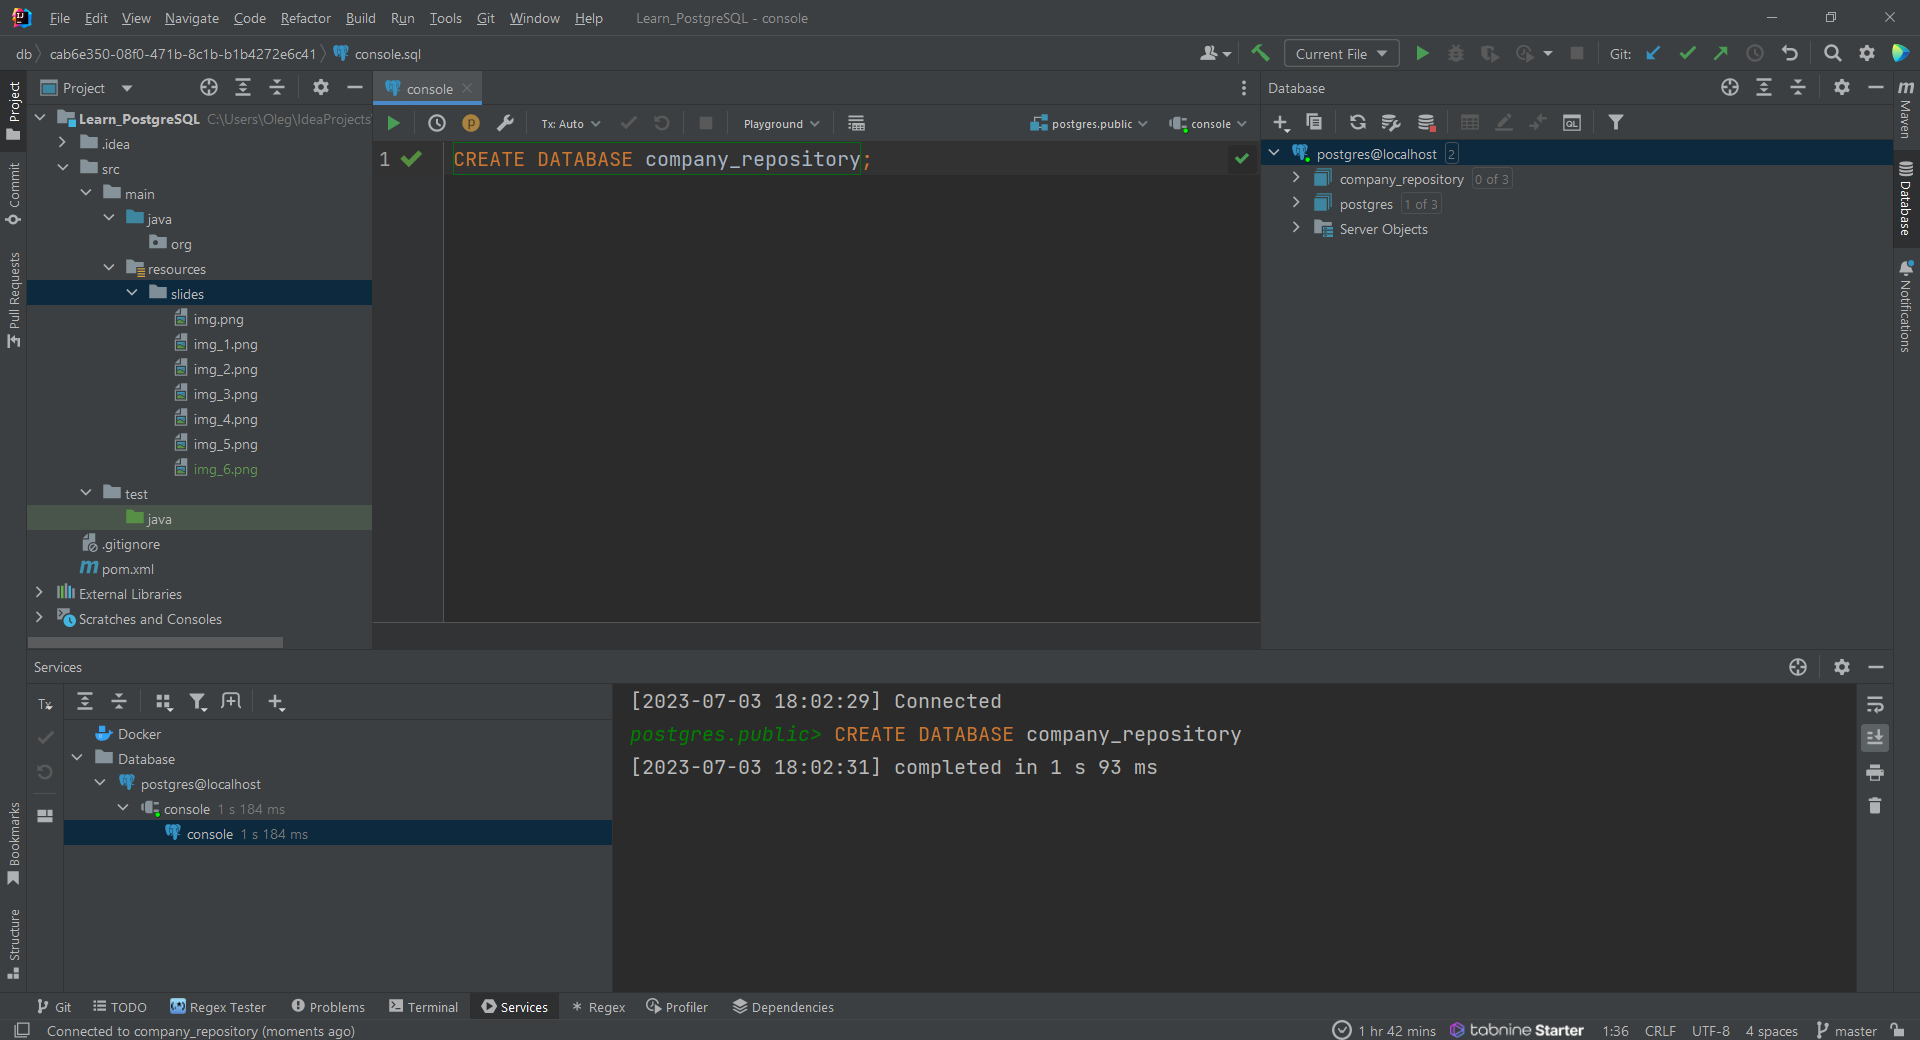 File Edit View Navigate Code Refactor Build Run Tools Git Window Help Learn_PostgreSQL - console
db cab6e350-08f0-471b-8c1b-b1b4272e6c41 console.sql Current File Git:
Project
console
Database
Learn_PostgreSQL C:\Users\Oleg\IdeaProjects\
.idea
src
main
java
org
resources
slides
img.png
img_1.png
img_2.png
img_3.png
img_4.png
img_5.png
img_6.png
test
java
.gitignore
pom.xml
External Libraries
Scratches and Consoles
Tx: Auto Playground postgres.public console
1 CREATE DATABASE company_repository;
postgres@localhost 2
company_repository 0 of 3
postgres 1 of 3
Server Objects
Project
Commit
Pull Requests
Bookmarks
Structure
Maven
Database
Notifications
Services
Tx
Docker
Database
postgres@localhost
console 1 s 184 ms
console 1 s 184 ms
[2023-07-03 18:02:29] Connected
postgres.public> CREATE DATABASE company_repository
[2023-07-03 18:02:31] completed in 1 s 93 ms
Git TODO Regex Tester Problems Terminal Services Regex Profiler Dependencies
Connected to company_repository (moments ago) 1 hr 42 mins tabnine Starter 1:36 CRLF UTF-8 4 spaces master